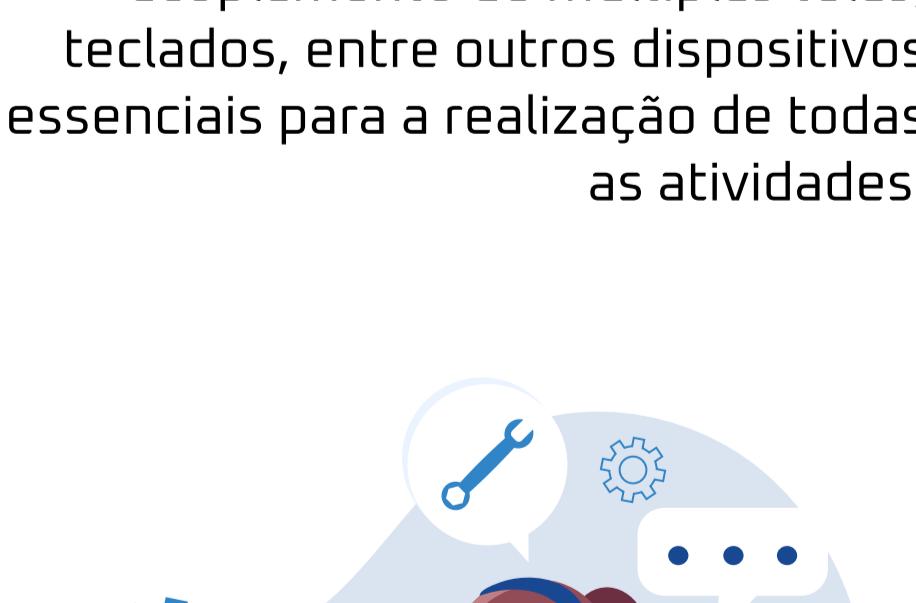 teclados, entre outros dispositivos
essenciais para a realização de todas
as atividades